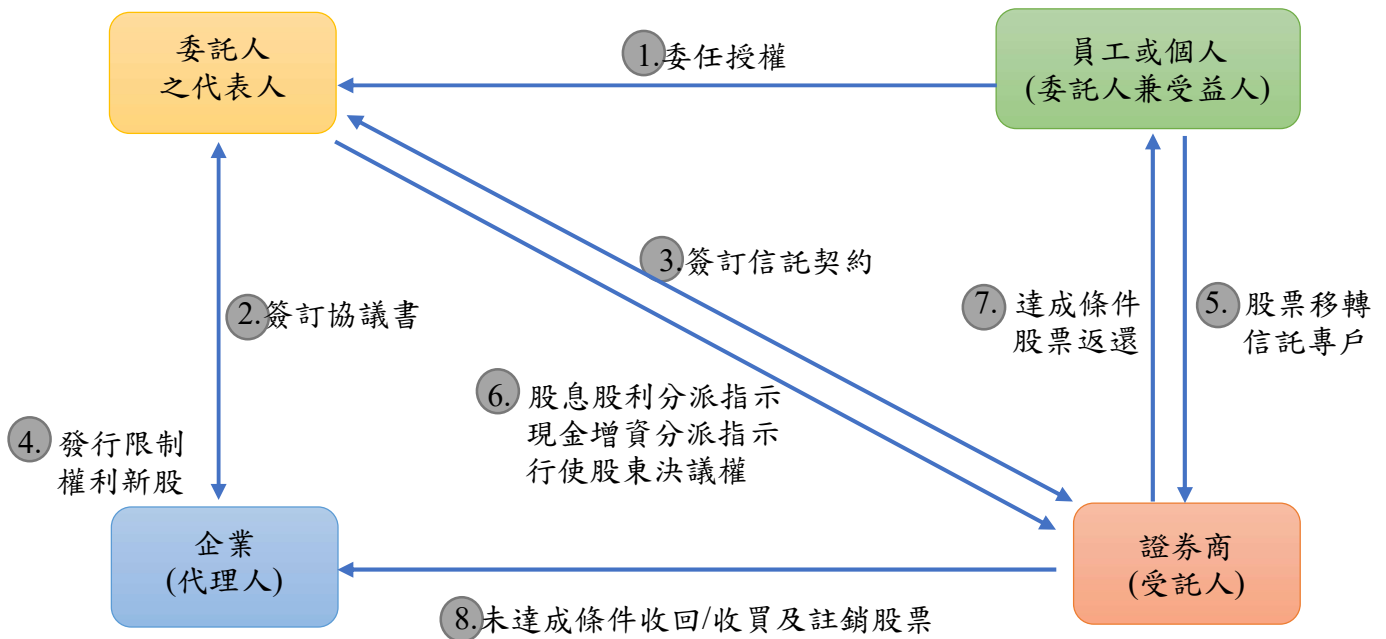 委託人
之代表人
1.委任授權
員工或個人
(委託人兼受益人)
3.簽訂信託契約
2.簽訂協議書
7. 達成條件
股票返還
5. 股票移轉
信託專戶
6. 股息股利分派指示
現金增資分派指示
行使股東決議權
4. 發行限制
權利新股
企業
(代理人)
證券商
(受託人)
8.未達成條件收回/收買及註銷股票